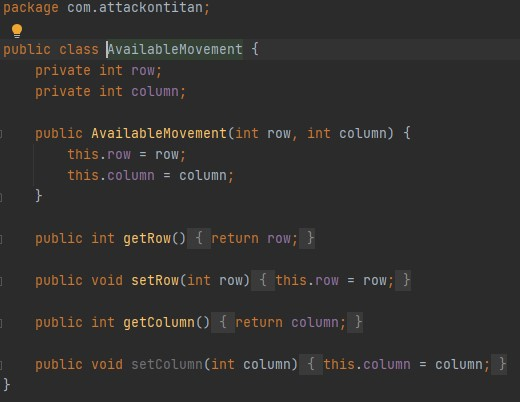 package com.attackontitan;
public class AvailableMovement {
private int row;
private int column;
public AvailableMovement(int row, int column) {
this.row = row;
this.column = column;
}
public int getRow() { return row; }
public void setRow(int row) { this.row = row; }
public int getColumn() { return column; }
public void setColumn(int column) { this.column = column; }
}